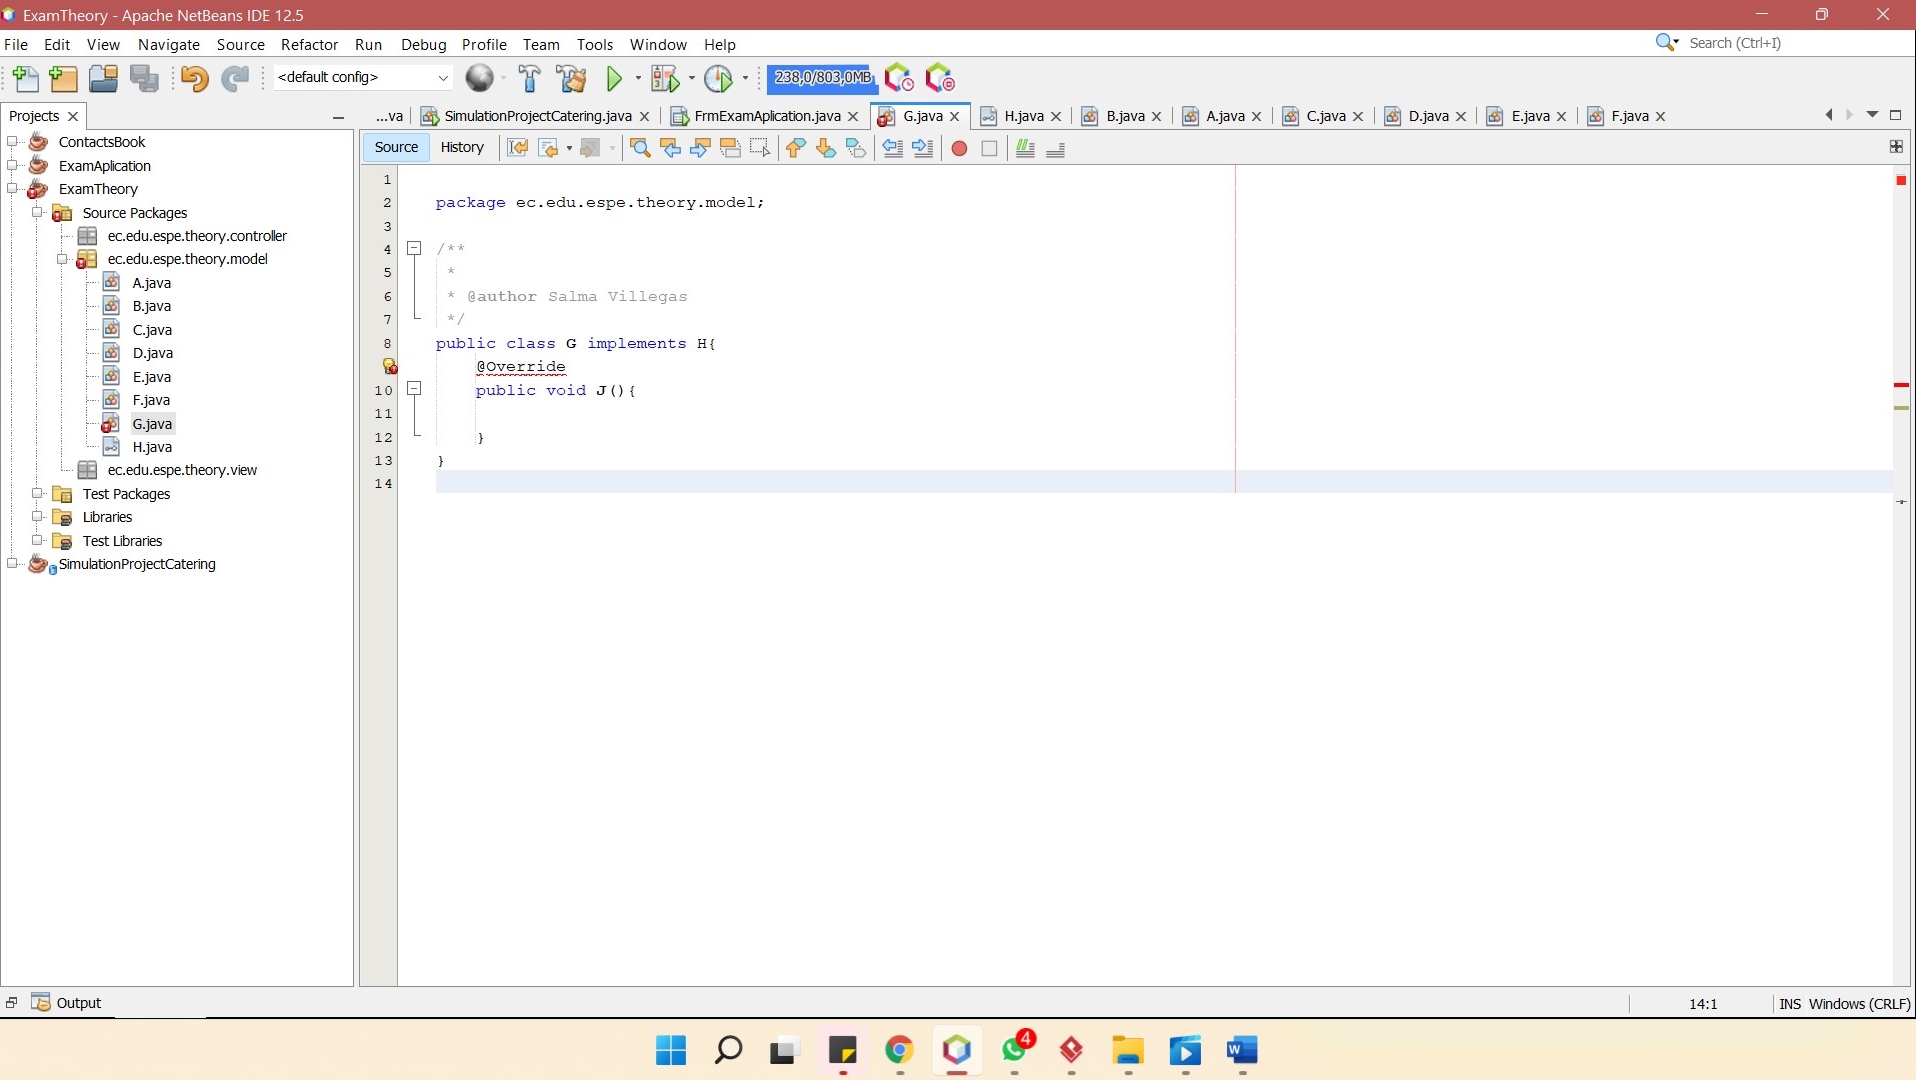 ExamTheory - Apache NetBeans IDE 12.5
File Edit View Navigate Source Refactor Run Debug Profile Team Tools Window Help
Search (Ctrl+I)
<default config>
238,0/803,0MB
Projects
...va SimulationProjectCatering.java FrmExamAplication.java G.java H.java B.java A.java C.java D.java E.java F.java
Source History
ContactsBook
ExamAplication
ExamTheory
Source Packages
ec.edu.espe.theory.controller
ec.edu.espe.theory.model
A.java
B.java
C.java
D.java
E.java
F.java
G.java
H.java
ec.edu.espe.theory.view
Test Packages
Libraries
Test Libraries
SimulationProjectCatering
1
2 package ec.edu.espe.theory.model;
3
4 /**
5 *
6 * @author Salma Villegas
7 */
8 public class G implements H{
@Override
10 public void J(){
11
12 }
13 }
14
Output
14:1 INS Windows (CRLF)
4